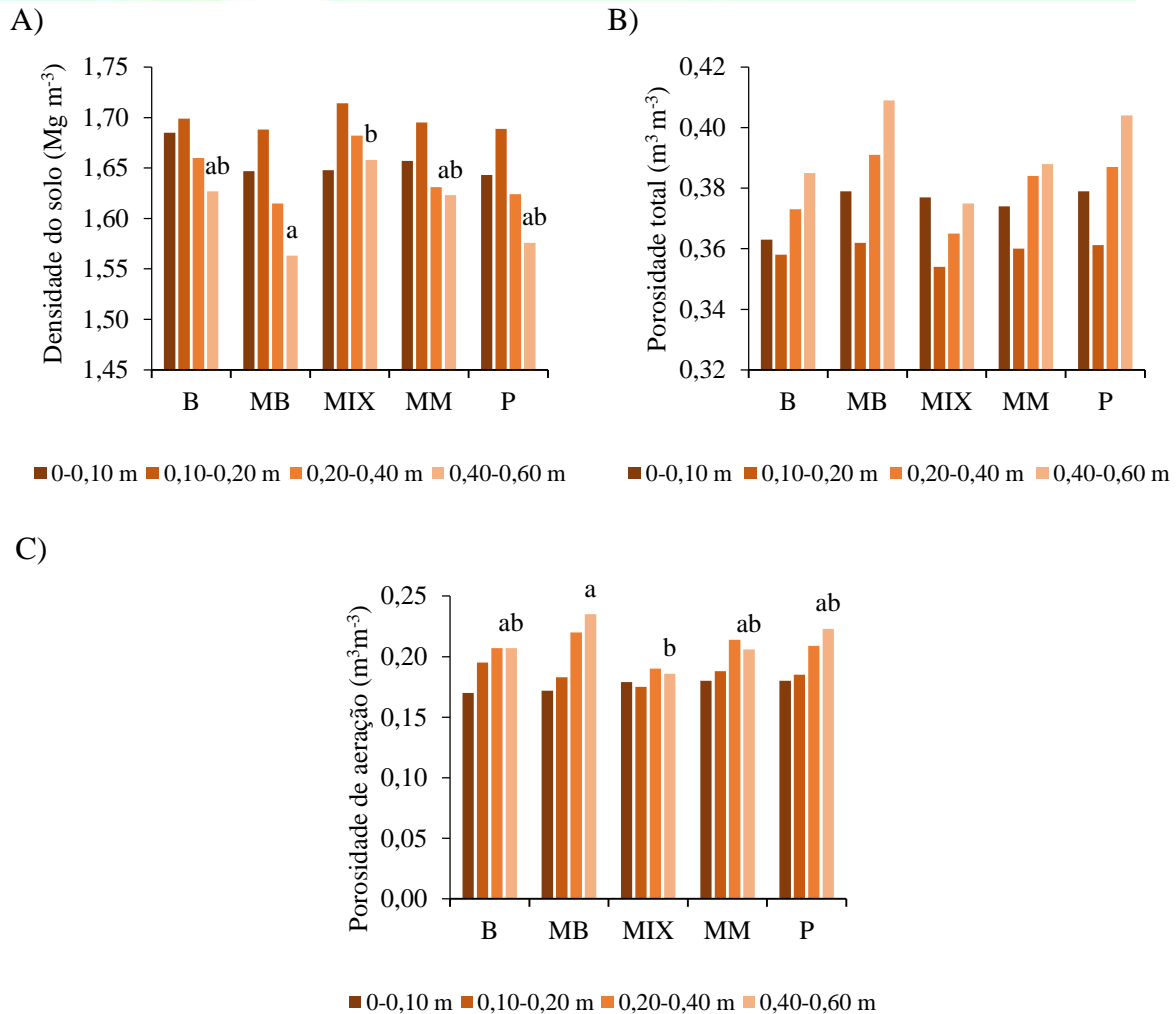 A)
Densidade do solo (Mg m-3)
1,75
1,70
1,65
1,60
1,55
1,50
1,45
ab
a
b
ab
ab
B MB MIX MM P
0-0,10 m 0,10-0,20 m 0,20-0,40 m 0,40-0,60 m
B)
Porosidade total (m3 m-3)
0,42
0,40
0,38
0,36
0,34
0,32
B MB MIX MM P
0-0,10 m 0,10-0,20 m 0,20-0,40 m 0,40-0,60 m
C)
Porosidade de aeração (m3m-3)
0,25
0,20
0,15
0,10
0,05
0,00
ab
a
b
ab
ab
B MB MIX MM P
0-0,10 m 0,10-0,20 m 0,20-0,40 m 0,40-0,60 m